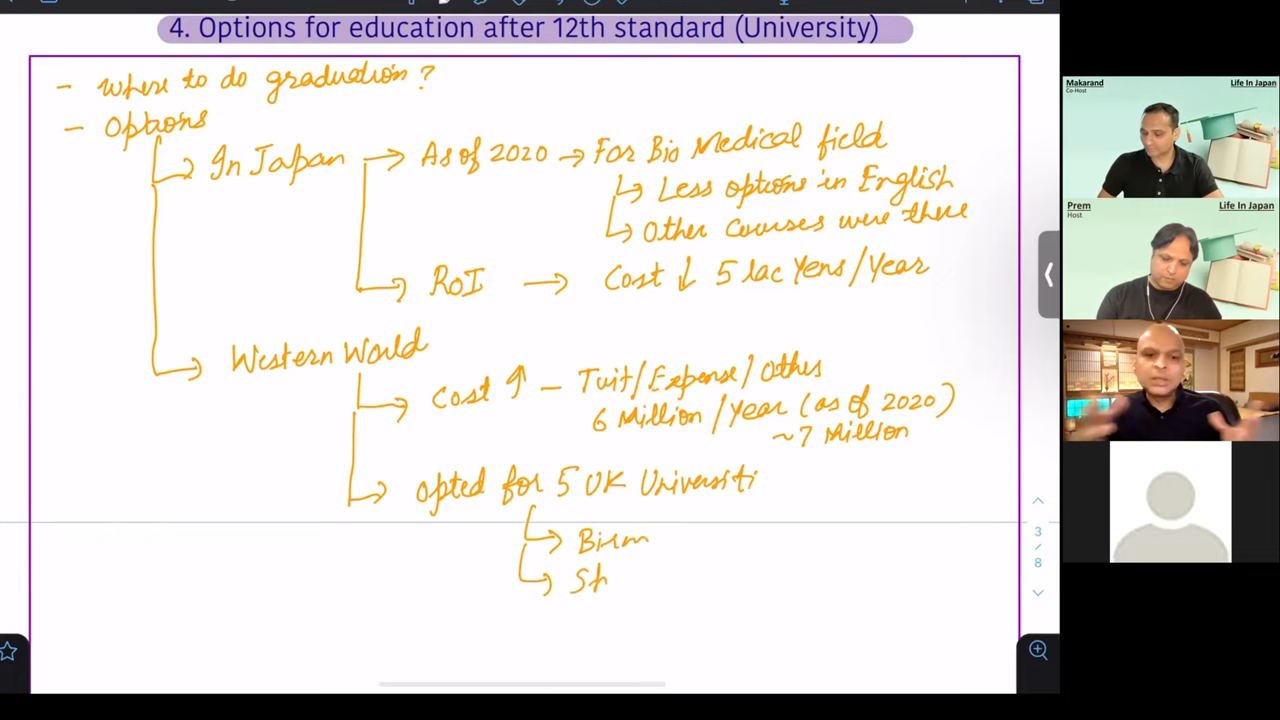 4. Options for education after 12th standard (University)
- Where to do graduation?
- Options
In Japan → As of 2020 → For Bio Medical field
Less options in English
Other Courses were there
RoI → Cost ↓ 5 lac Yens/Year
Western World
Cost ↑ - Tuit/Expense/Othes
6 Million/Year (as of 2020)
~7 Million
Opted for 5 UK Universiti
Birm
Sh
Makarand
Co-Host
Life In Japan
Prem
Host
Life In Japan
3
/
8